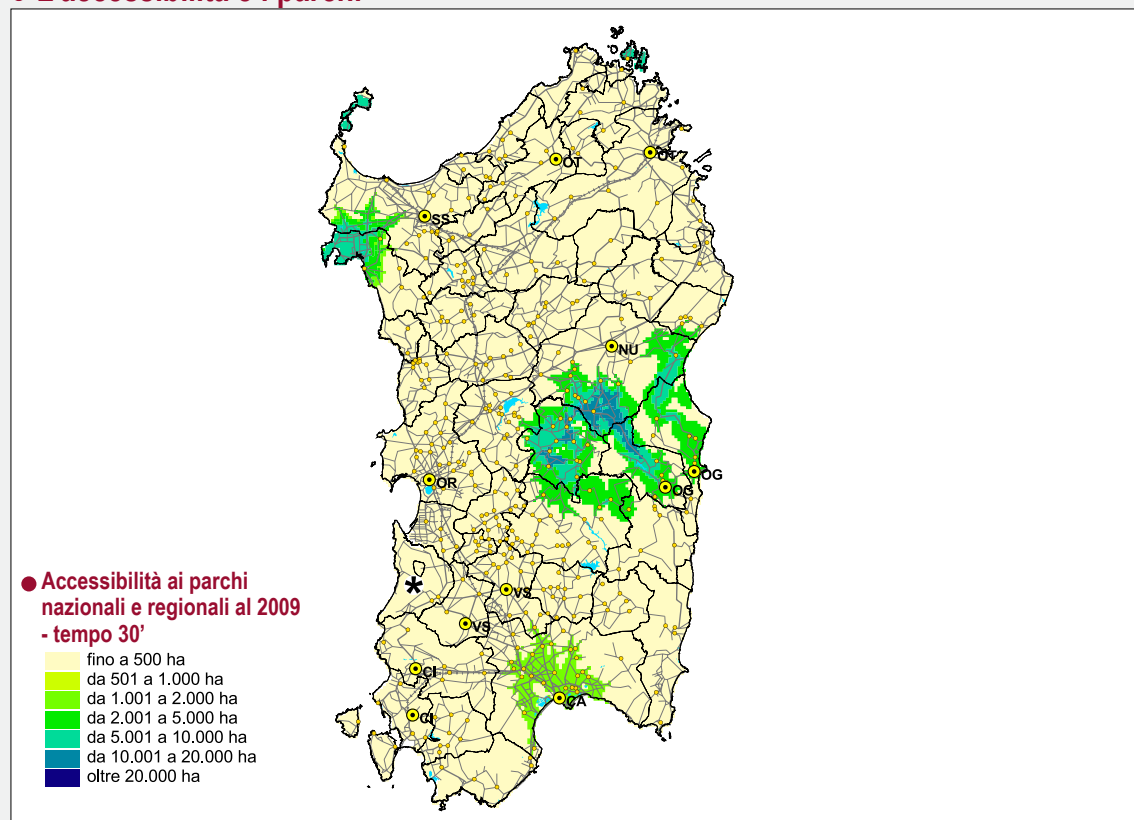 OT
OT
SS
NU
OR
OG
OG
*
VS
VS
CI
CI
CA
● Accessibilità ai parchi
nazionali e regionali al 2009
- tempo 30’
fino a 500 ha
da 501 a 1.000 ha
da 1.001 a 2.000 ha
da 2.001 a 5.000 ha
da 5.001 a 10.000 ha
da 10.001 a 20.000 ha
oltre 20.000 ha